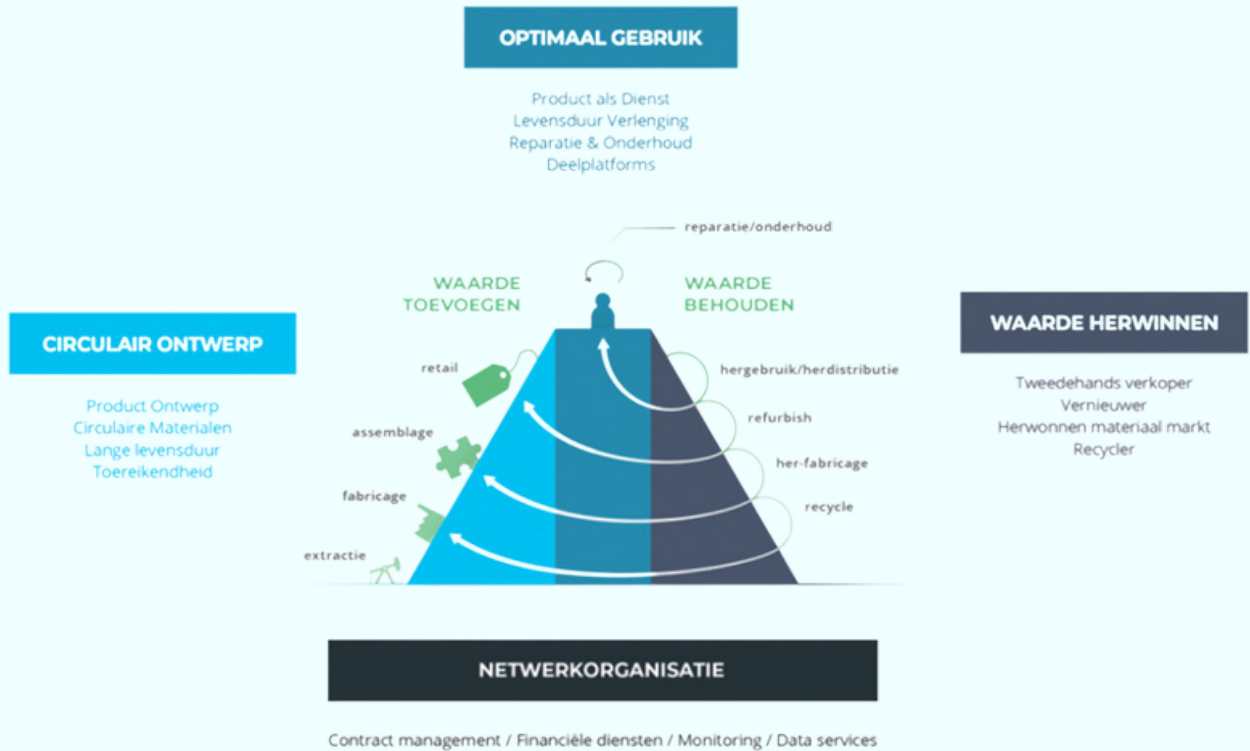 OPTIMAAL GEBRUIK
Product als Dienst
Levensduur Verlenging
Reparatie & Onderhoud
Deelplatforms
reparatie/onderhoud
WAARDE
TOEVOEGEN
WAARDE
BEHOUDEN
CIRCULAIR ONTWERP
Product Ontwerp
Circulaire Materialen
Lange levensduur
Toereikendheid
retail
assemblage
fabricage
extractie
hergebruik/herdistributie
refurbish
her-fabricage
recycle
WAARDE HERWINNEN
Tweedehands verkoper
Vernieuwer
Herwonnen materiaal markt
Recycler
NETWERKORGANISATIE
Contract management / Financiële diensten / Monitoring / Data services